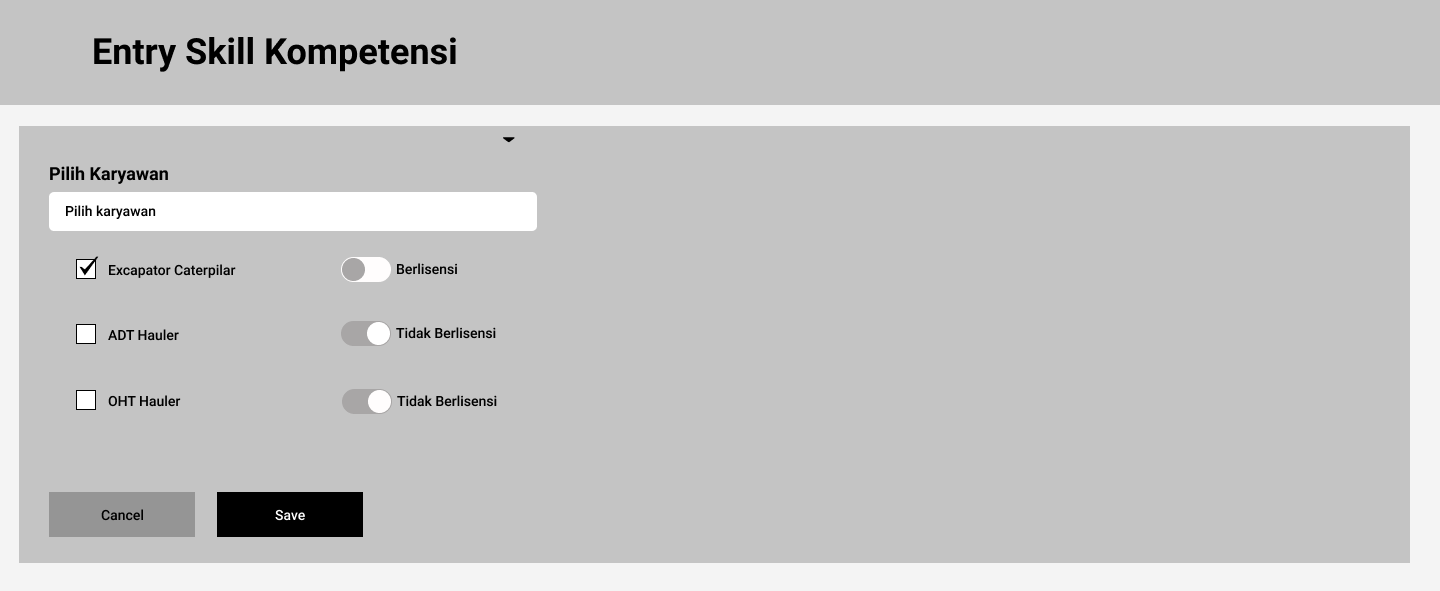 Entry Skill Kompetensi
Pilih Karyawan
Pilih karyawan
Excapator Caterpilar
Berlisensi
ADT Hauler
Tidak Berlisensi
OHT Hauler
Tidak Berlisensi
Cancel
Save